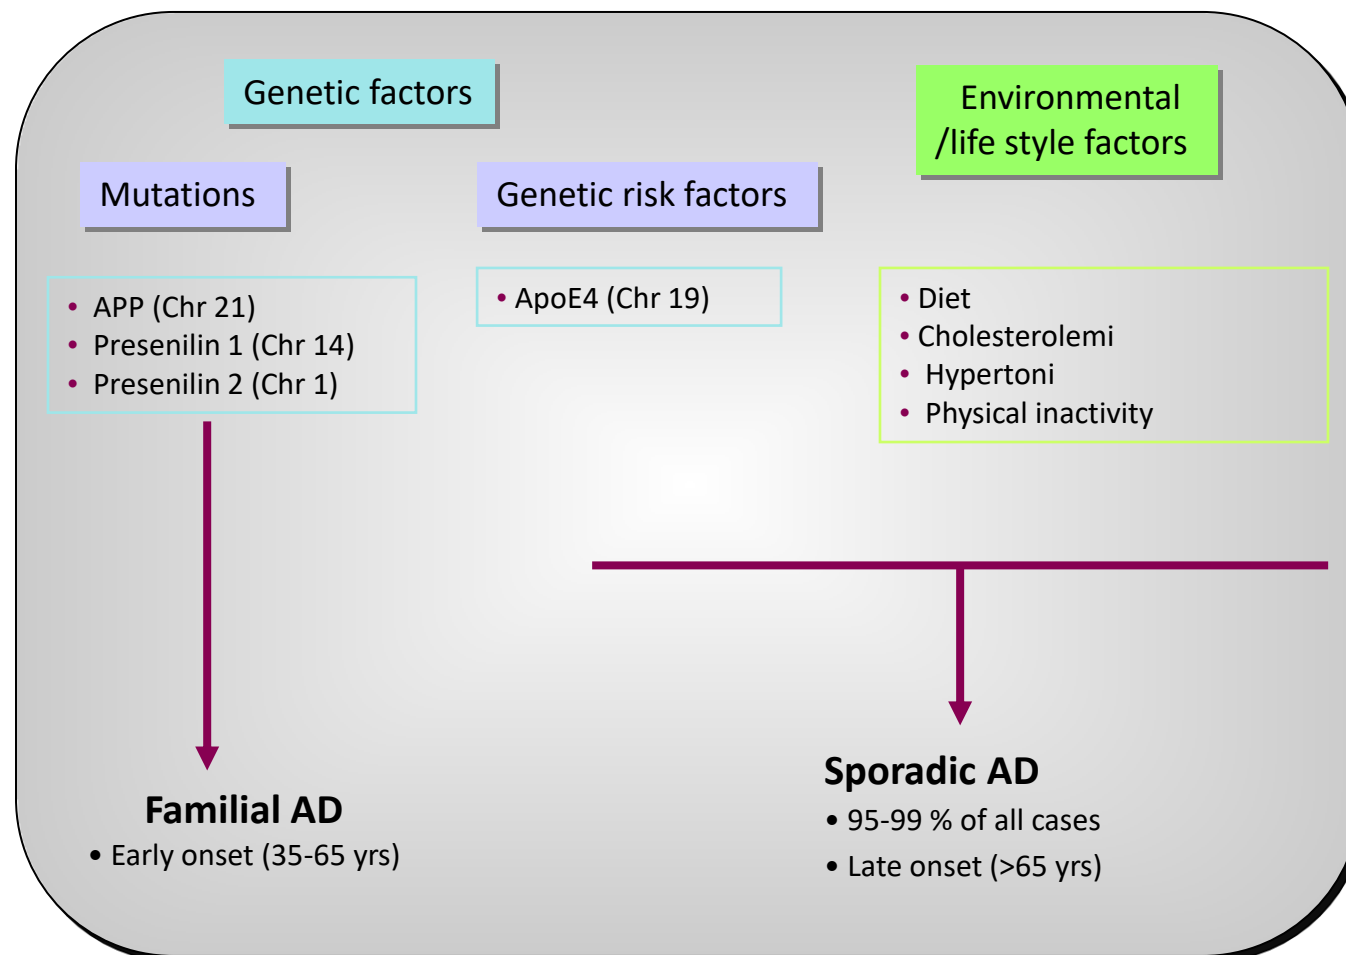 Genetic factors
Environmental
/life style factors
Mutations
Genetic risk factors
• APP (Chr 21)
• Presenilin 1 (Chr 14)
• Presenilin 2 (Chr 1)
• ApoE4 (Chr 19)
• Diet
• Cholesterolemi
• Hypertoni
• Physical inactivity
Familial AD
• Early onset (35-65 yrs)
Sporadic AD
• 95-99 % of all cases
• Late onset (>65 yrs)